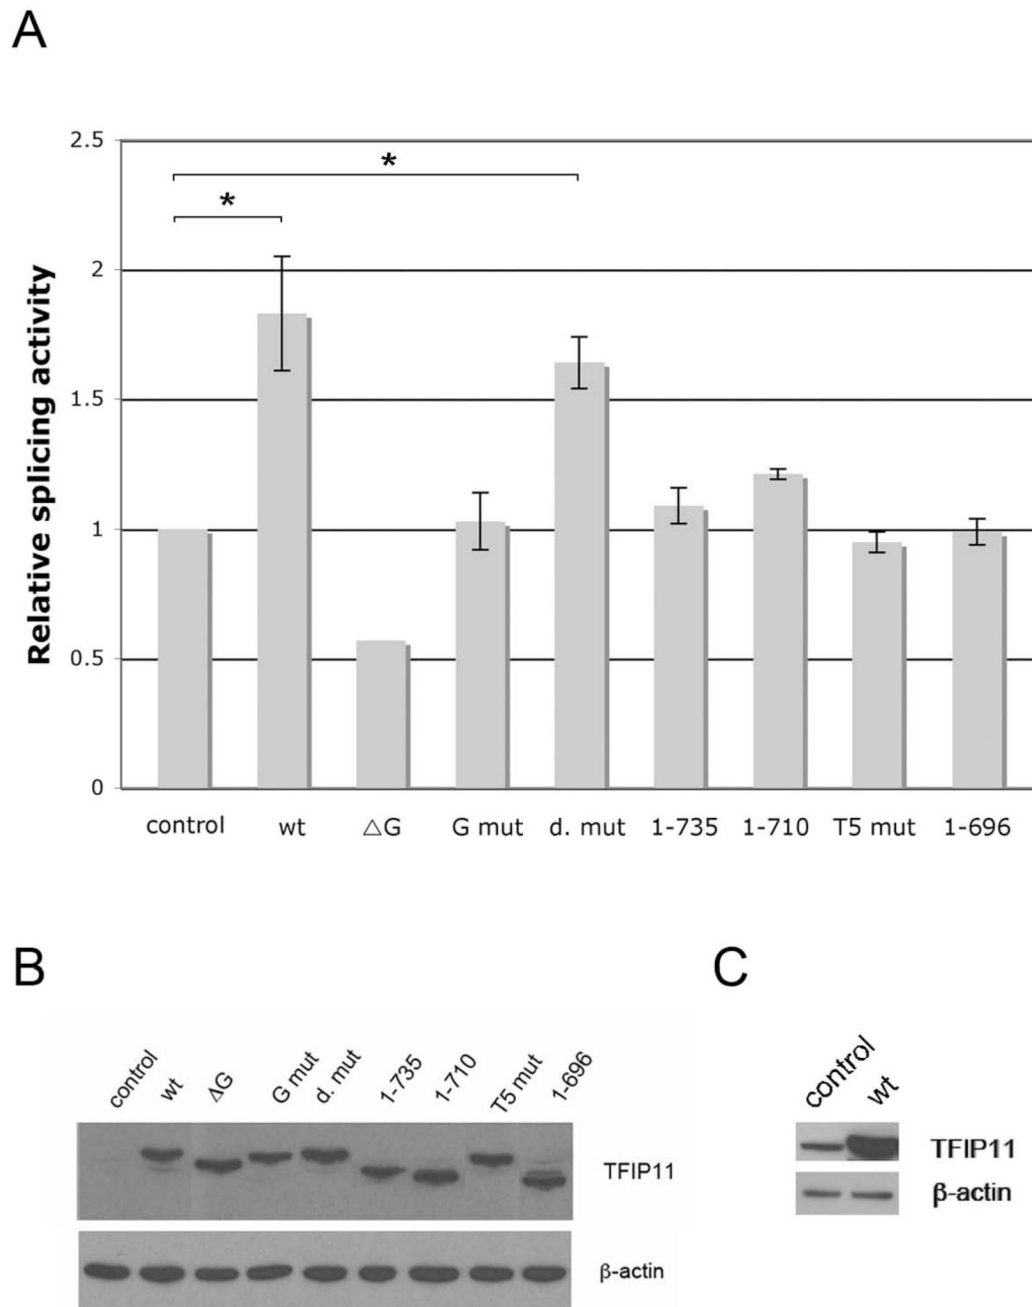 A
2.5
*
*
2
1.5
1
0.5
0
Relative splicing activity
control wt △G G mut d. mut 1-735 1-710 T5 mut 1-696
B
control wt ΔG G mut d. mut 1-735 1-710 T5 mut 1-696
TFIP11
β-actin
C
control wt
TFIP11
β-actin